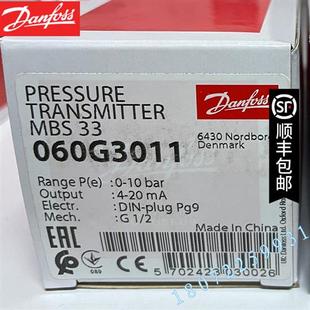 Danfoss
PRESSURE
TRANSMITTER
MBS 33
060G3011
Danfoss
6430 Nordbor
Denmark
Range P(e) : 0-10 bar
Output : 4-20 mA
Electr. : DIN-plug Pg9
Mech. : G 1/2
Made in China
EAC
5 702423 030026
SF
顺丰包邮